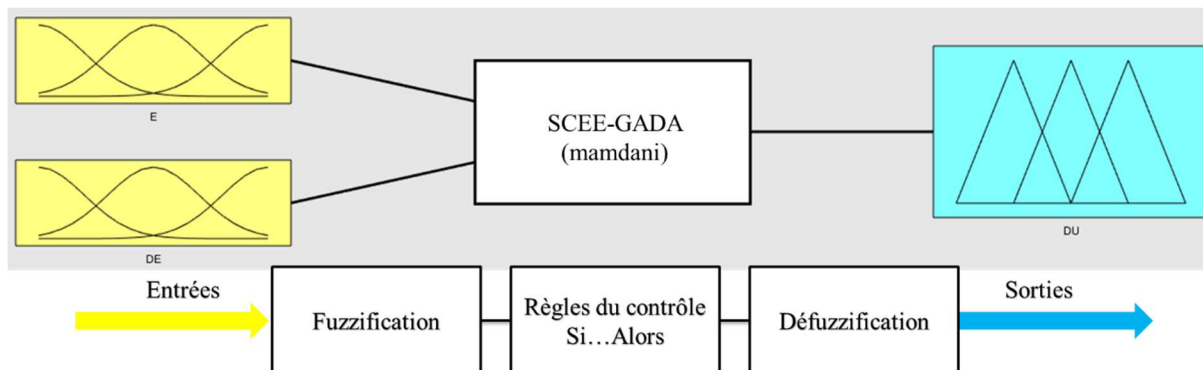 E
SCEE-GADA
(mamdani)
DE
DU
Entrées
Fuzzification
Règles du contrôle
Si…Alors
Défuzzification
Sorties